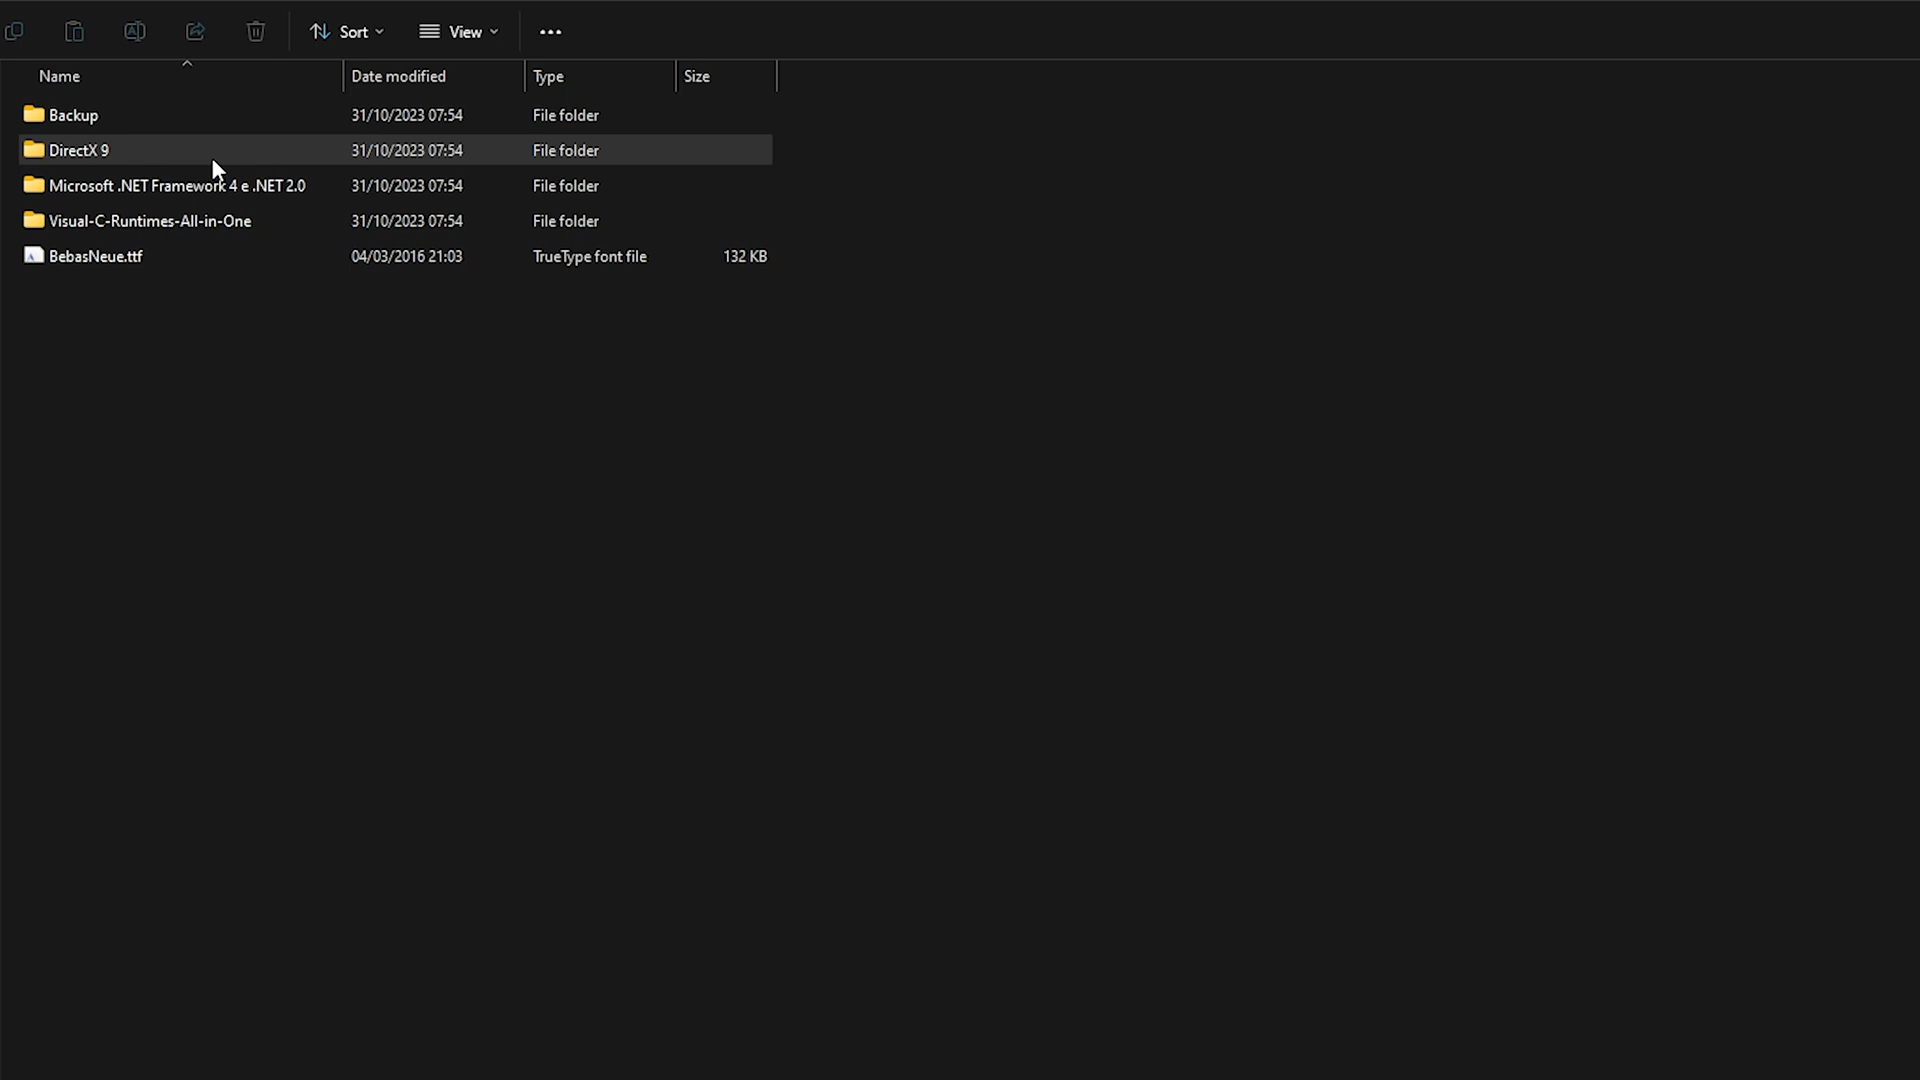 Sort View
Name Date modified Type Size
Backup 31/10/2023 07:54 File folder
DirectX 9 31/10/2023 07:54 File folder
Microsoft .NET Framework 4 e .NET 2.0 31/10/2023 07:54 File folder
Visual-C-Runtimes-All-in-One 31/10/2023 07:54 File folder
BebasNeue.ttf 04/03/2016 21:03 TrueType font file 132 KB